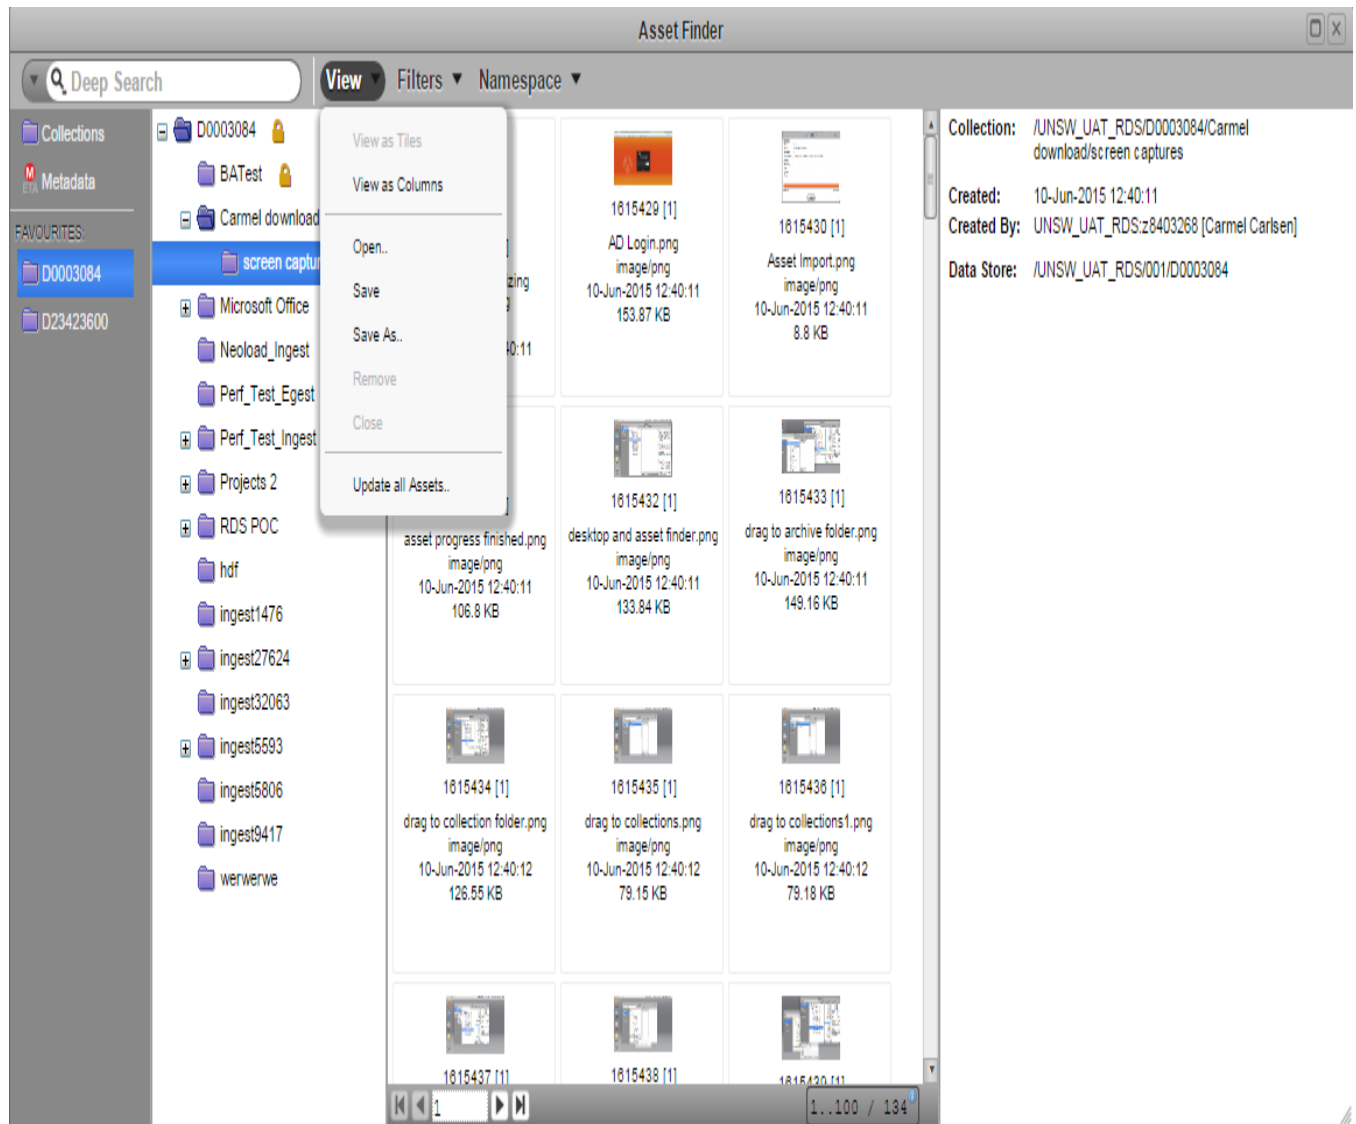 Asset Finder
Deep Search
View
Filters
Namespace
Collections
Metadata
FAVOURITES:
D0003084
D23423600
D0003084
BATest
Carmel download
screen captur
Microsoft Office
Neoload_Ingest
Perf_Test_Egest
Perf_Test_Ingest
Projects 2
RDS POC
hdf
ingest1476
ingest27624
ingest32063
ingest5593
ingest5806
ingest9417
werwerwe
View as Tiles
View as Columns
Open..
Save
Save As..
Remove
Close
Update all Assets..
1615429 [1]
AD Login.png
image/png
10-Jun-2015 12:40:11
153.87 KB
1615430 [1]
Asset Import.png
image/png
10-Jun-2015 12:40:11
8.8 KB
asset progress finished.png
image/png
10-Jun-2015 12:40:11
106.8 KB
1615432 [1]
desktop and asset finder.png
image/png
10-Jun-2015 12:40:11
133.84 KB
1615433 [1]
drag to archive folder.png
image/png
10-Jun-2015 12:40:11
149.16 KB
1615434 [1]
drag to collection folder.png
image/png
10-Jun-2015 12:40:12
126.55 KB
1615435 [1]
drag to collections.png
image/png
10-Jun-2015 12:40:12
79.15 KB
1615436 [1]
drag to collections1.png
image/png
10-Jun-2015 12:40:12
79.18 KB
1615437 [1]
1615438 [1]
1615439 [1]
1
1..100 / 134
Collection: /UNSW_UAT_RDS/D0003084/Carmel
download/screen captures
Created: 10-Jun-2015 12:40:11
Created By: UNSW_UAT_RDS:z8403268 [Carmel Carlsen]
Data Store: /UNSW_UAT_RDS/001/D0003084